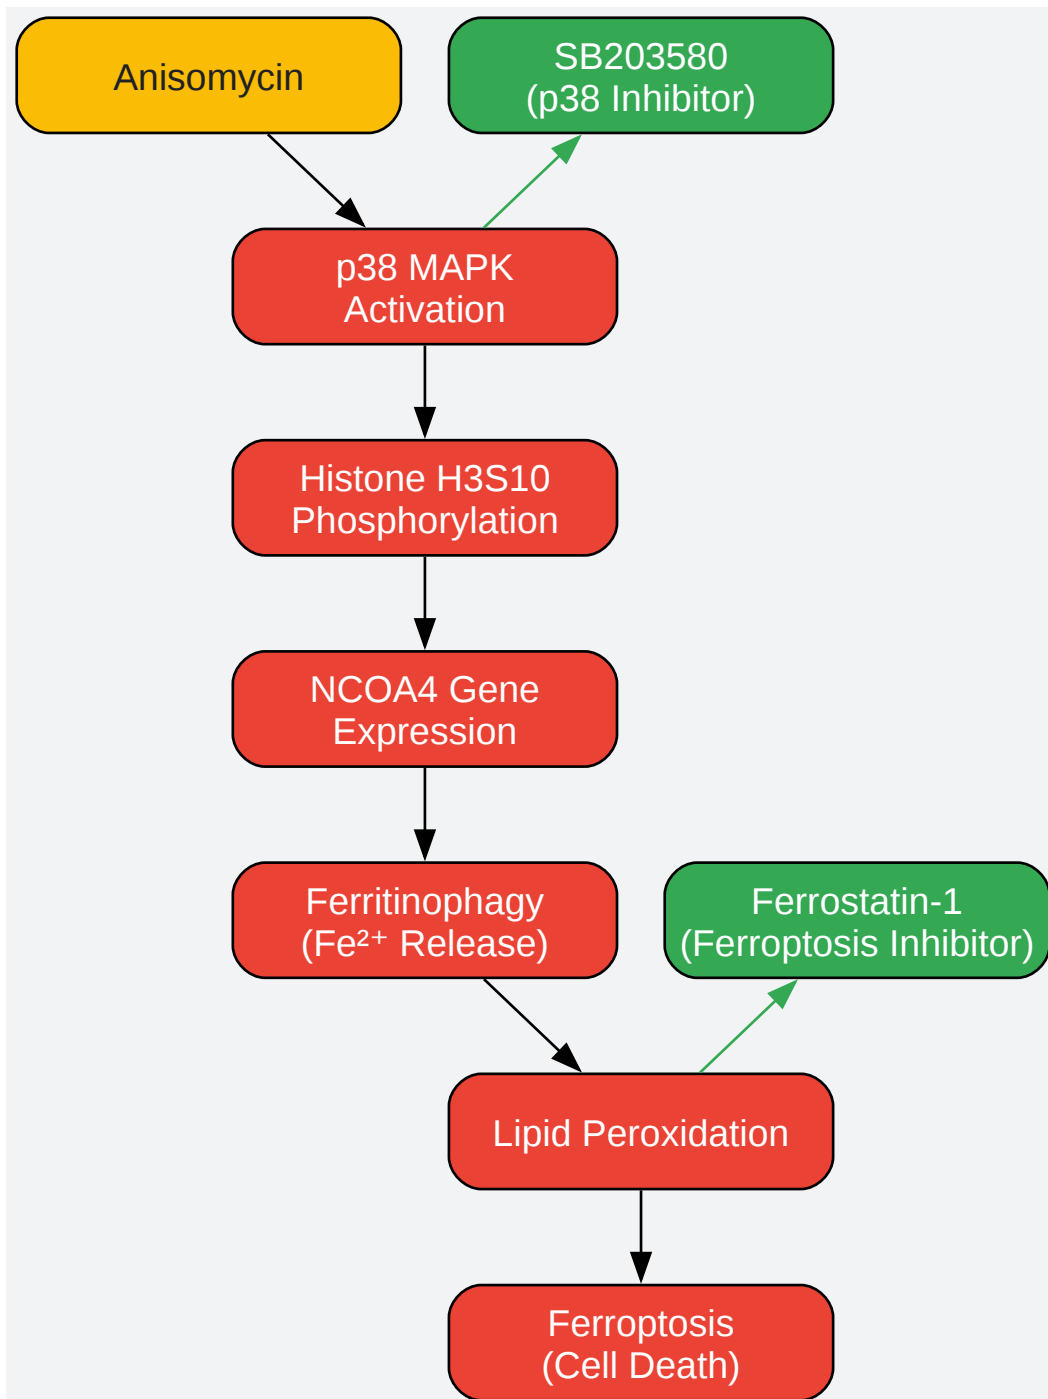 Anisomycin
SB203580
(p38 Inhibitor)
p38 MAPK
Activation
Histone H3S10
Phosphorylation
NCOA4 Gene
Expression
Ferritinophagy
(Fe²⁺ Release)
Ferrostatin-1
(Ferroptosis Inhibitor)
Lipid Peroxidation
Ferroptosis
(Cell Death)